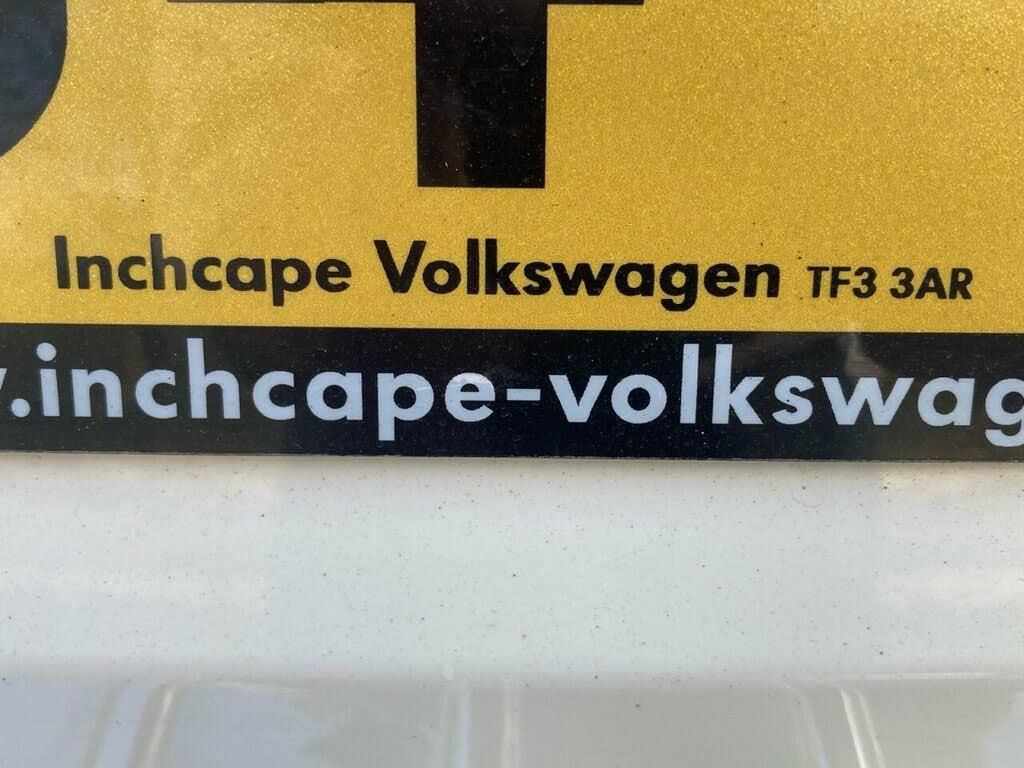 Inchcape Volkswagen TF3 3AR
.inchcape-volkswag